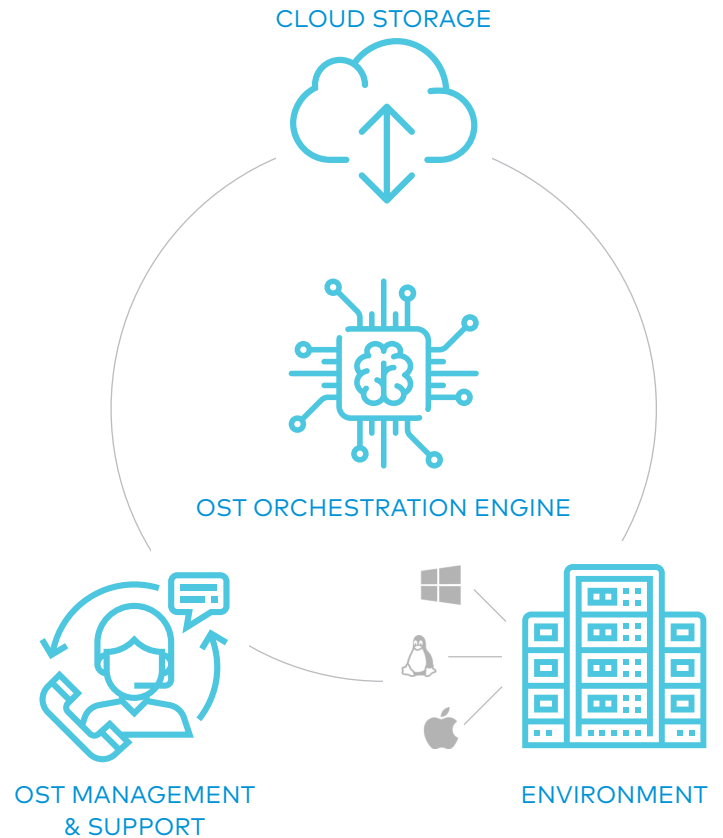 CLOUD STORAGE
OST ORCHESTRATION ENGINE
OST MANAGEMENT
& SUPPORT
ENVIRONMENT